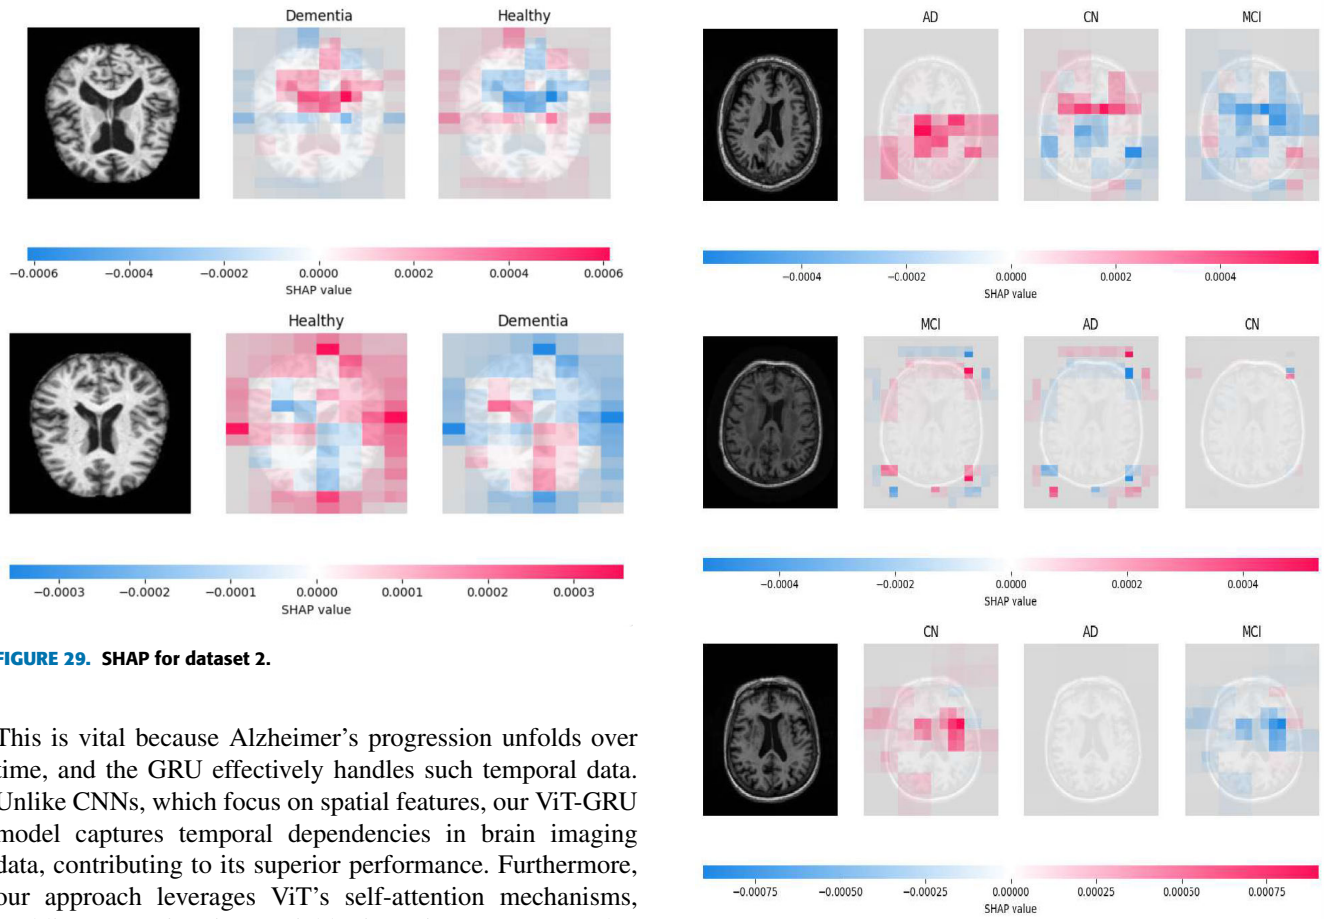 Dementia
Healthy
−0.0006 −0.0004 −0.0002 0.0000 0.0002 0.0004 0.0006
SHAP value
Healthy
Dementia
−0.0003 −0.0002 −0.0001 0.0000 0.0001 0.0002 0.0003
SHAP value
FIGURE 29. SHAP for dataset 2.
This is vital because Alzheimer's progression unfolds over
time, and the GRU effectively handles such temporal data.
Unlike CNNs, which focus on spatial features, our ViT-GRU
model captures temporal dependencies in brain imaging
data, contributing to its superior performance. Furthermore,
our approach leverages ViT's self-attention mechanisms,
AD
CN
MCI
−0.0004 −0.0002 0.0000 0.0002 0.0004
SHAP value
MCI
AD
CN
−0.0004 −0.0002 0.0000 0.0002 0.0004
SHAP value
CN
AD
MCI
−0.00075 −0.00050 −0.00025 0.00000 0.00025 0.00050 0.00075
SHAP value